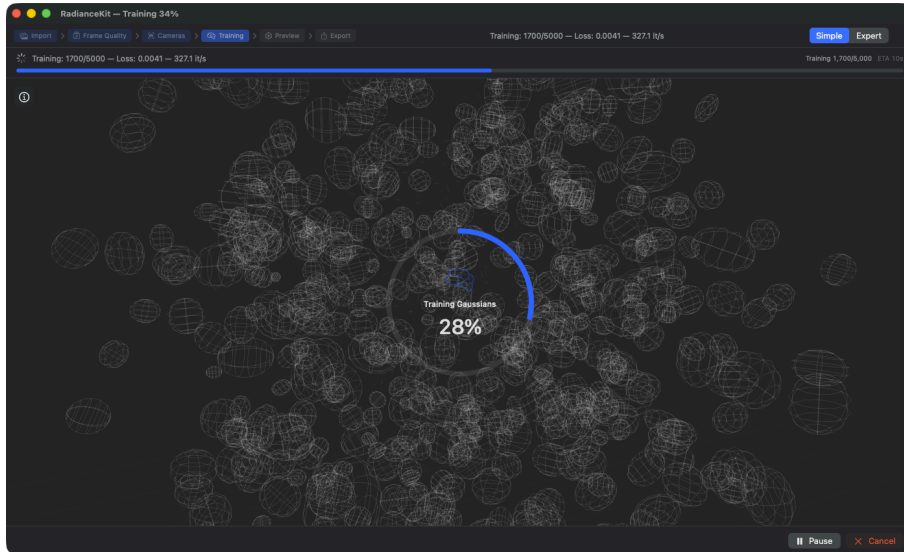 RadianceKit — Training 34%
Import > Frame Quality > Cameras > Training > Preview > Export
Training: 1700/5000 — Loss: 0.0041 — 327.1 it/s
Simple Expert
Training: 1700/5000 — Loss: 0.0041 — 327.1 it/s
Training 1,700/5,000 ETA 10s
Training Gaussians
28%
Pause
Cancel